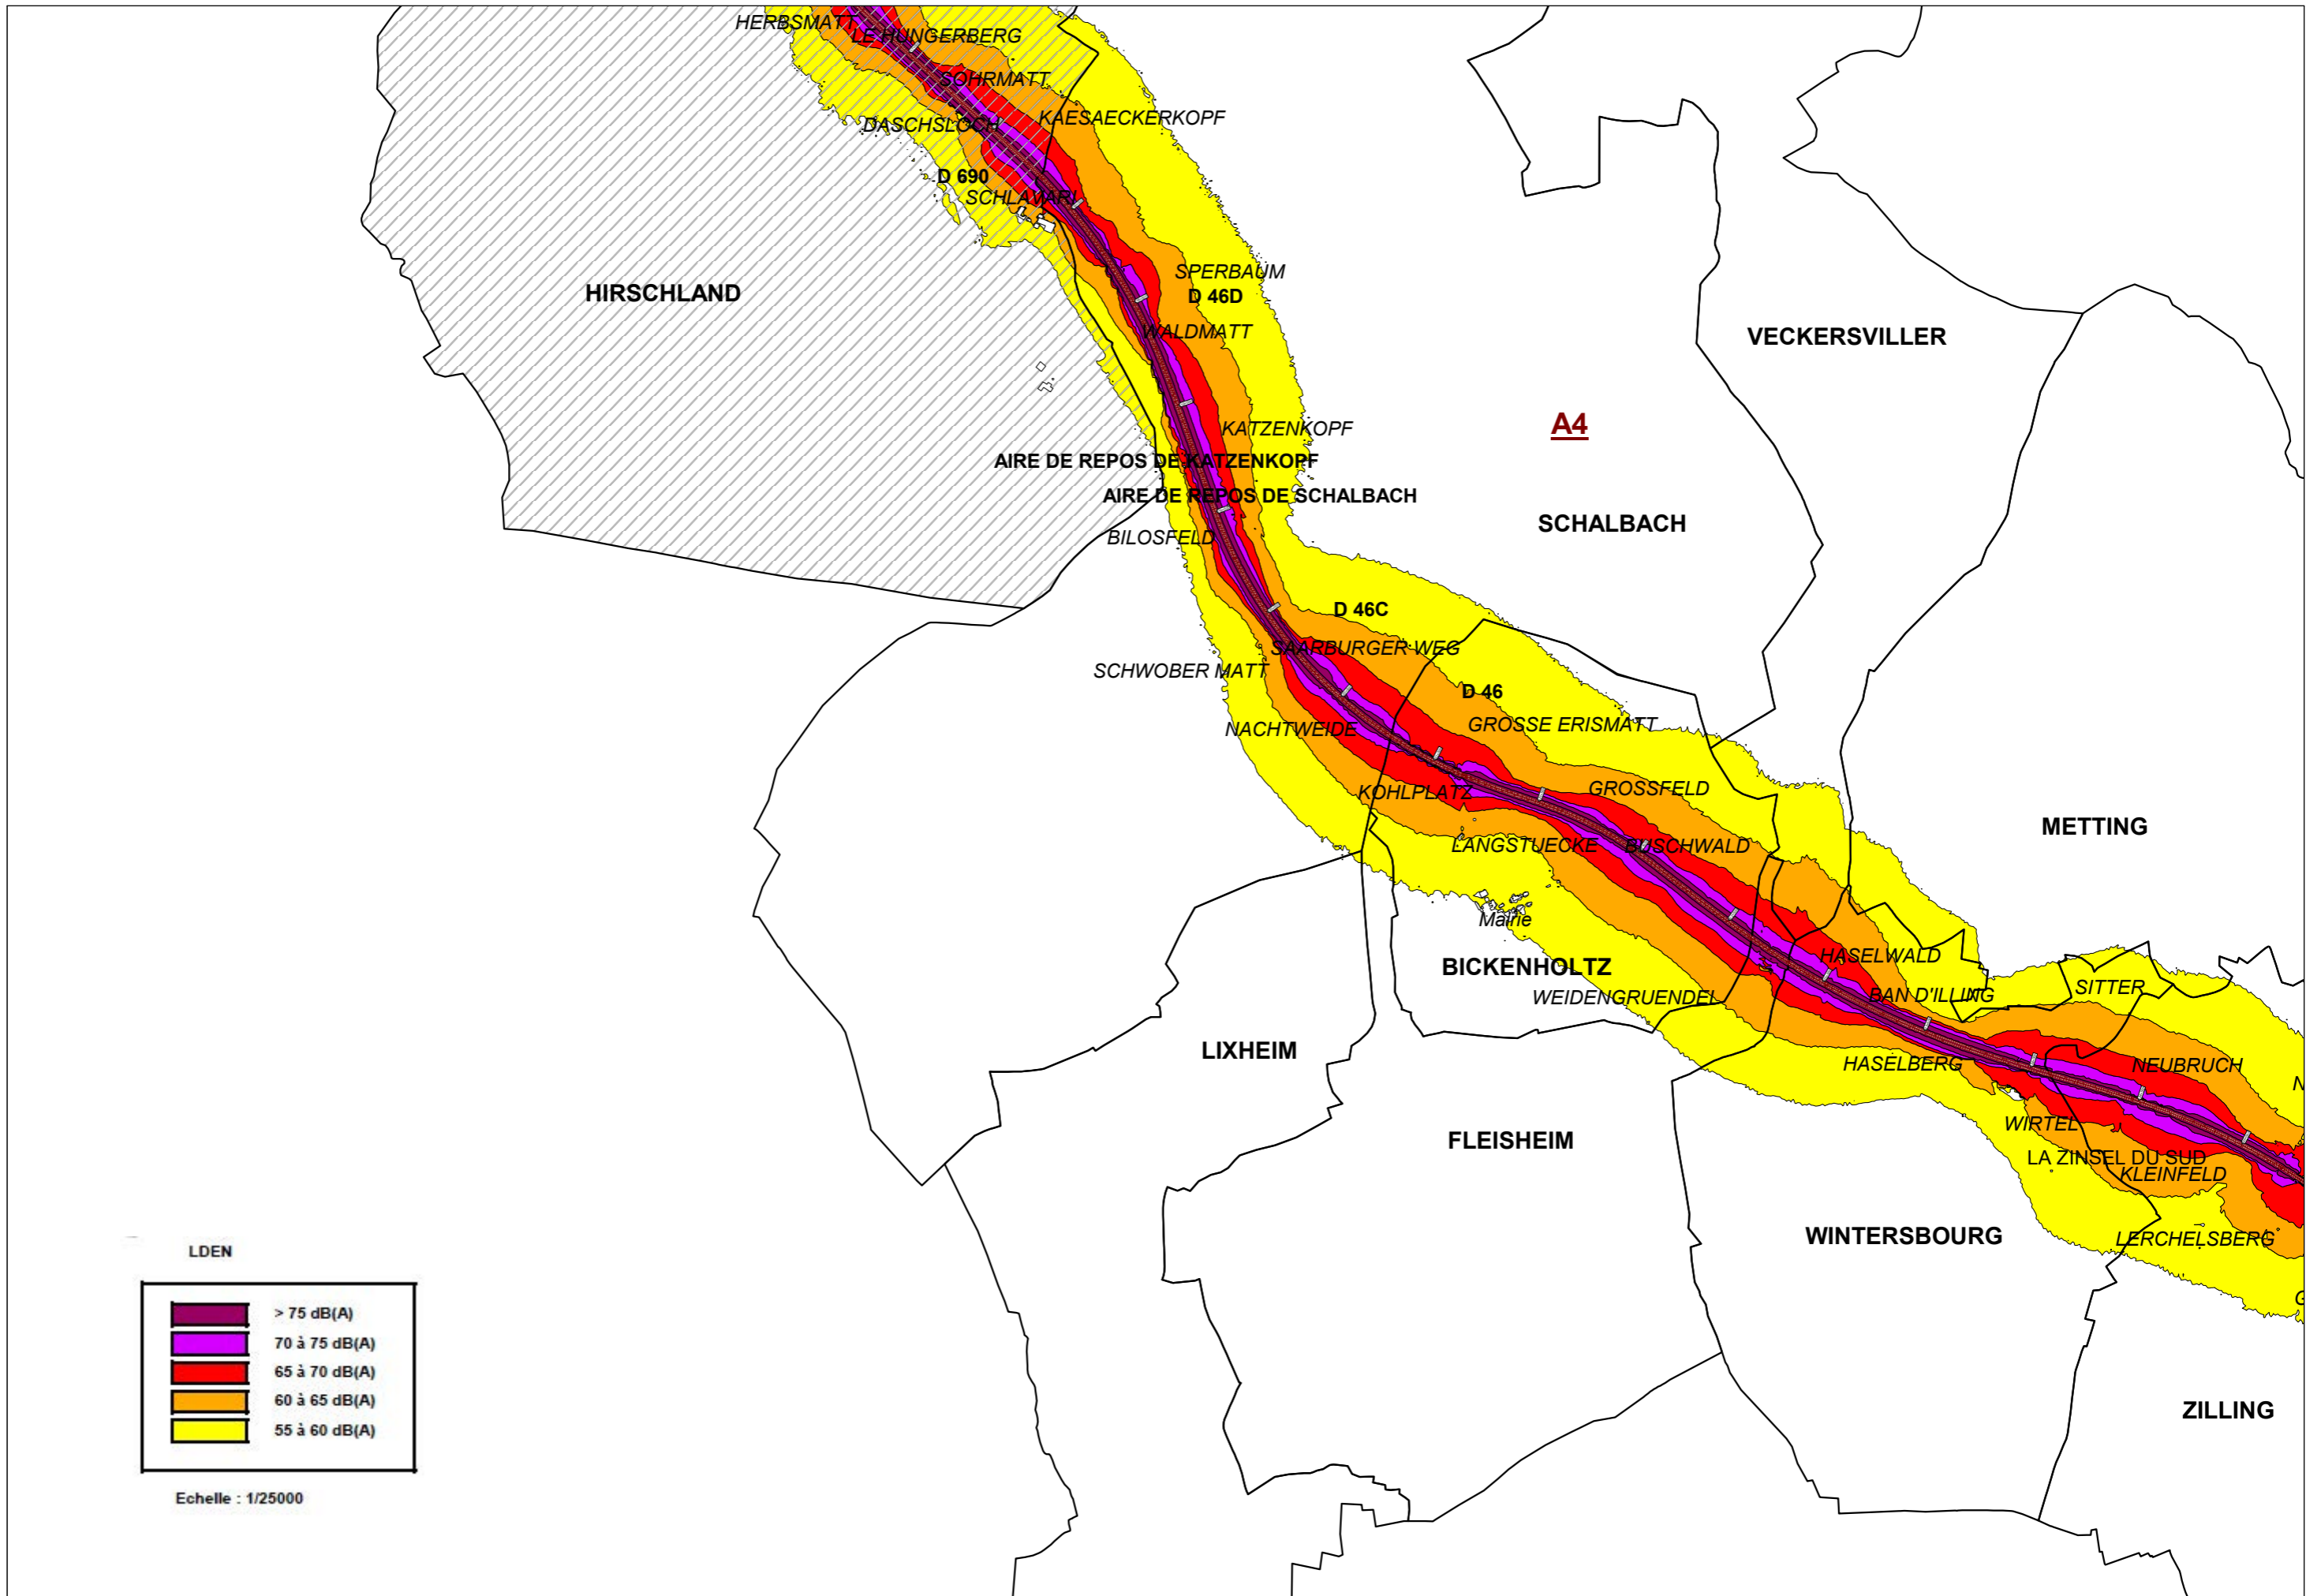 HERBSMATT
LE HUNGERBERG
SOHRMATT
KAESAECKERKOPF
DASCHSLOCH
D 690
SCHLAWARI
SPERBAUM
HIRSCHLAND
D 46D
WALDMATT
VECKERSVILLER
A4
KATZENKOPF
AIRE DE REPOS DE KATZENKOPF
AIRE DE REPOS DE SCHALBACH
SCHALBACH
BILOSFELD
D 46C
SAARBURGER WEG
SCHWOBER MATT
D 46
GROSSE ERISMATT
NACHTWEIDE
GROSSFELD
KOHLPLATZ
METTING
LANGSTUECKE
BUSCHWALD
Mairie
HASELWALD
BICKENHOLTZ
SITTER
WEIDENGRUENDEL
BAN D'ILLING
LIXHEIM
HASELBERG
NEUBRUCH
N
WIRTEL
FLEISHEIM
LA ZINSEL DU SUD
KLEINFELD
WINTERSBOURG
LERCHELSBERG
LDEN
G
> 75 dB(A)
70 à 75 dB(A)
65 à 70 dB(A)
60 à 65 dB(A)
ZILLING
55 à 60 dB(A)
Echelle : 1/25000